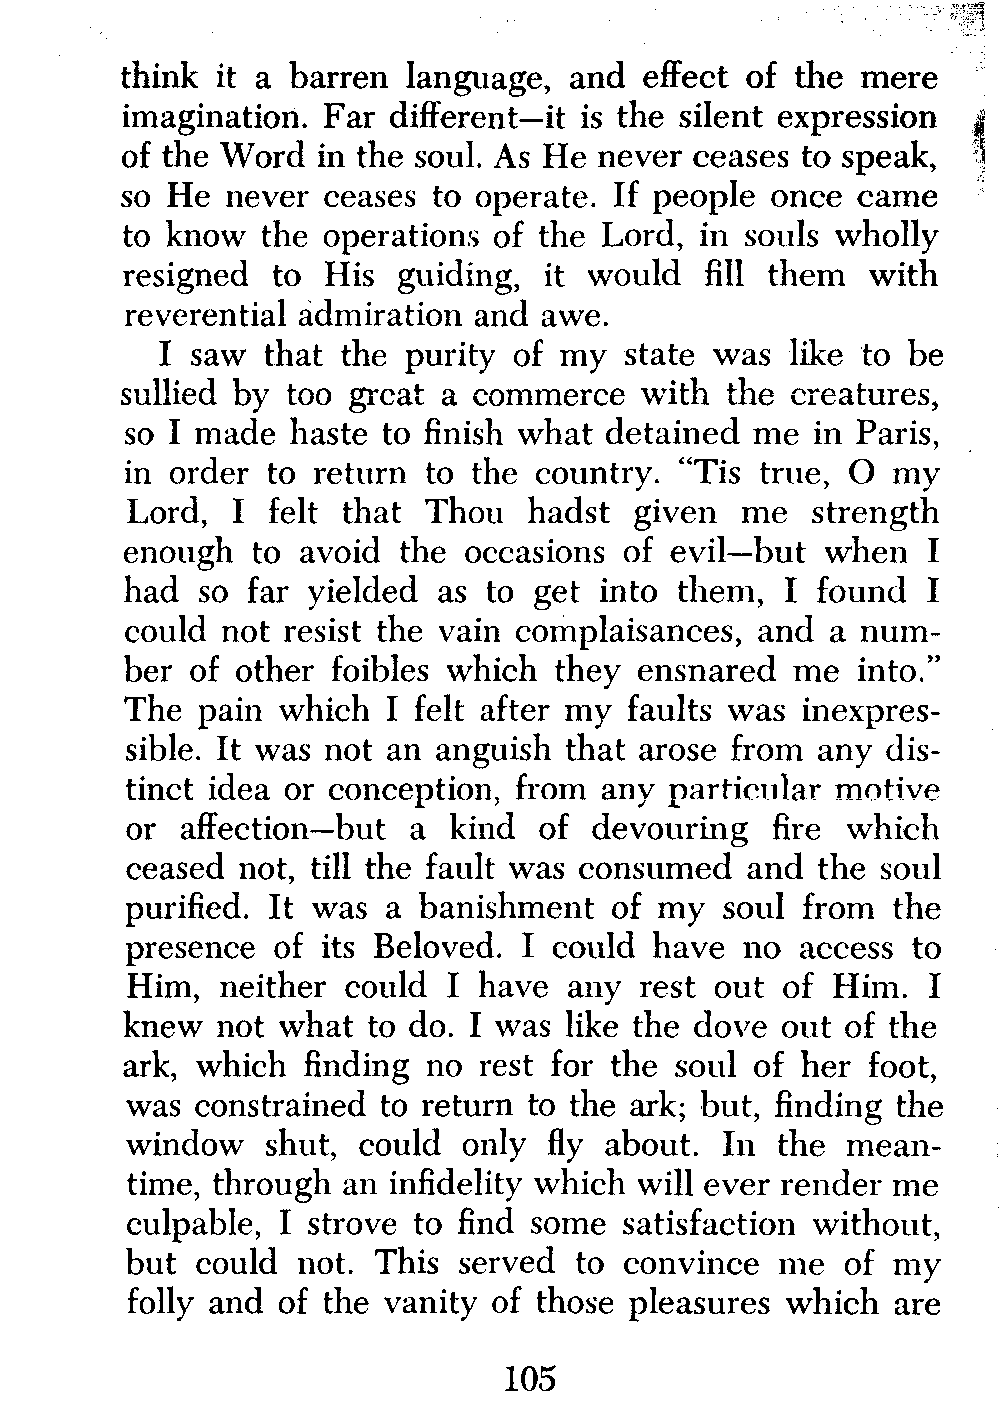 think it a barren language, and effect of the mere
imagination. Far different—it is the silent expression
of the Word in the soul. As He never ceases to speak,
so He never ceases to operate. If people once came
to know the operations of the Lord, in souls wholly
resigned to His guiding, it would fill them with
reverential admiration and awe.
I saw that the purity of my state was like to be
sullied by too great a commerce with the creatures,
so I made haste to finish what detained me in Paris,
in order to return to the country. “Tis true, O my
Lord, I felt that Thou hadst given me strength
enough to avoid the occasions of evil—but when I
had so far yielded as to get into them, I found I
could not resist the vain complaisances, and a num-
ber of other foibles which they ensnared me into.”
The pain which I felt after my faults was inexpres-
sible. It was not an anguish that arose from any dis-
tinct idea or conception, from any particular motive
or affection—but a kind of devouring fire which
ceased not, till the fault was consumed and the soul
purified. It was a banishment of my soul from the
presence of its Beloved. I could have no access to
Him, neither could I have any rest out of Him. I
knew not what to do. I was like the dove out of the
ark, which finding no rest for the soul of her foot,
was constrained to return to the ark; but, finding the
window shut, could only fly about. In the mean-
time, through an infidelity which will ever render me
culpable, I strove to find some satisfaction without,
but could not. This served to convince me of my
folly and of the vanity of those pleasures which are
105